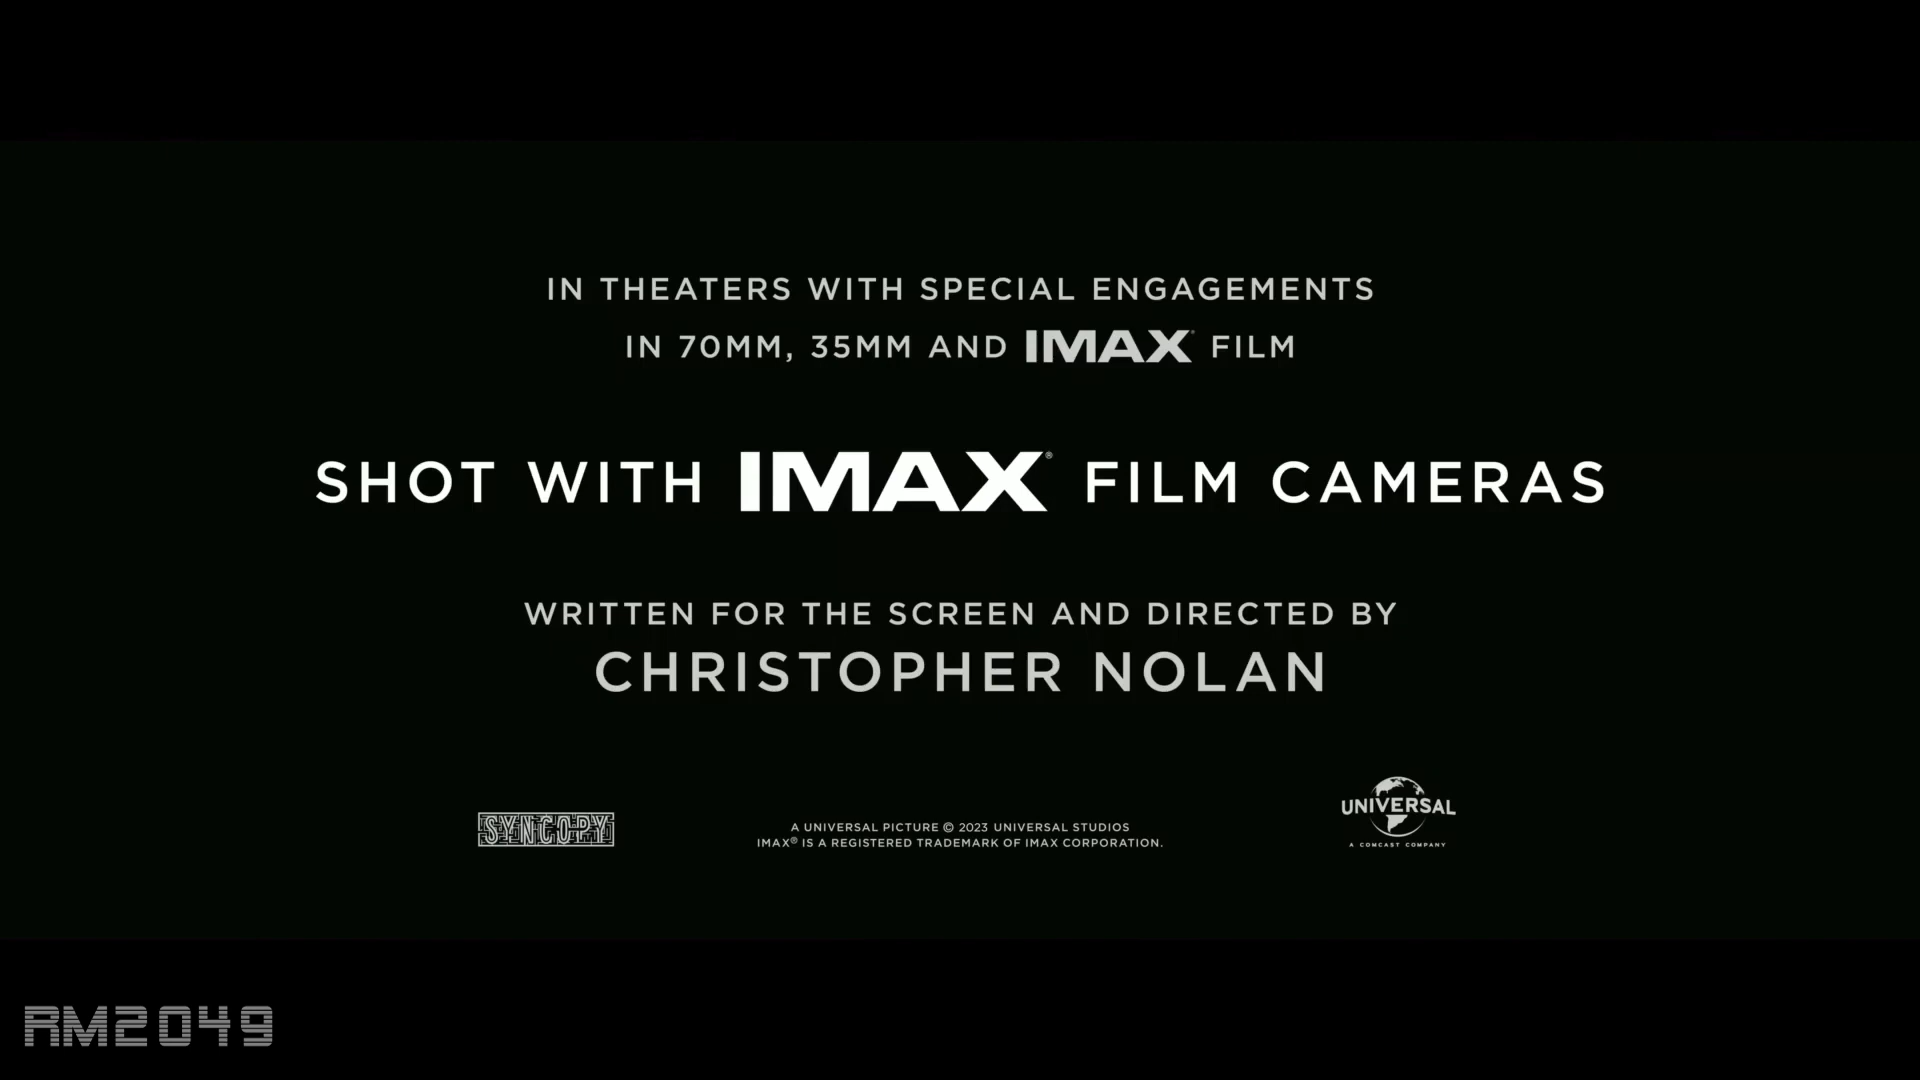 IN THEATERS WITH SPECIAL ENGAGEMENTS
IN 70MM, 35MM AND IMAX® FILM
SHOT WITH IMAX® FILM CAMERAS
WRITTEN FOR THE SCREEN AND DIRECTED BY
CHRISTOPHER NOLAN
SYNCOPY
A UNIVERSAL PICTURE © 2023 UNIVERSAL STUDIOS
IMAX® IS A REGISTERED TRADEMARK OF IMAX CORPORATION.
UNIVERSAL
A COMCAST COMPANY
RM2049